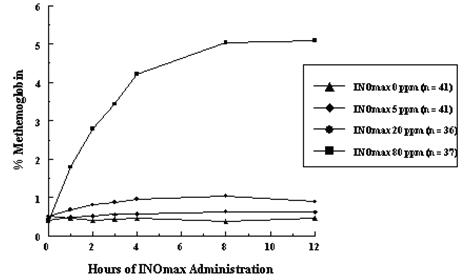 6
5
4
3
2
1
0
% Methemoglobin
0 2 4 6 8 10 12
Hours of INOmax Administration
INOmax 0 ppm (n = 41)
INOmax 5 ppm (n = 41)
INOmax 20 ppm (n = 36)
INOmax 80 ppm (n = 37)